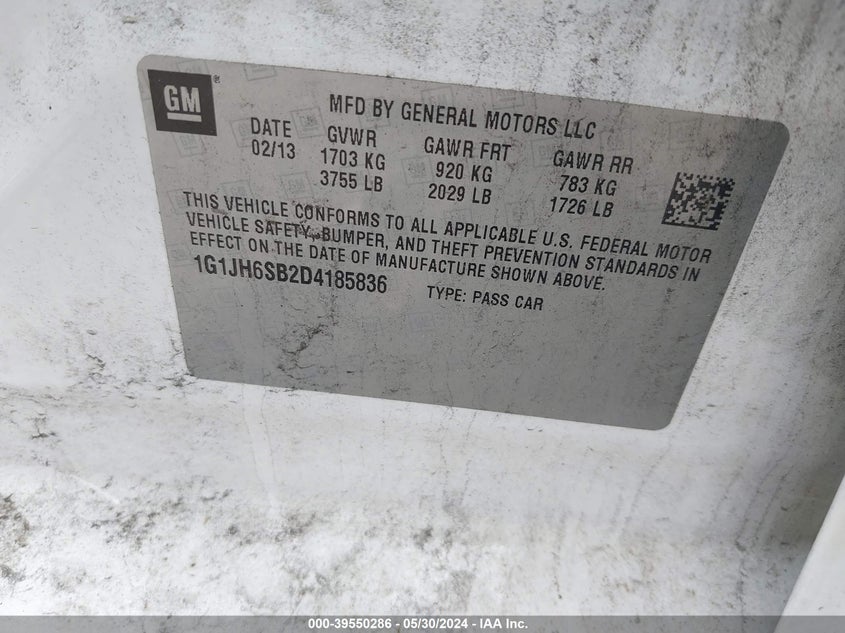 GM®
MFD BY GENERAL MOTORS LLC
DATE GVWR GAWR FRT GAWR RR
02/13 1703 KG 920 KG 783 KG
3755 LB 2029 LB 1726 LB
THIS VEHICLE CONFORMS TO ALL APPLICABLE U.S. FEDERAL MOTOR
VEHICLE SAFETY, BUMPER, AND THEFT PREVENTION STANDARDS IN
EFFECT ON THE DATE OF MANUFACTURE SHOWN ABOVE.
1G1JH6SB2D4185836 TYPE: PASS CAR
000-39550286 - 05/30/2024 - IAA Inc.